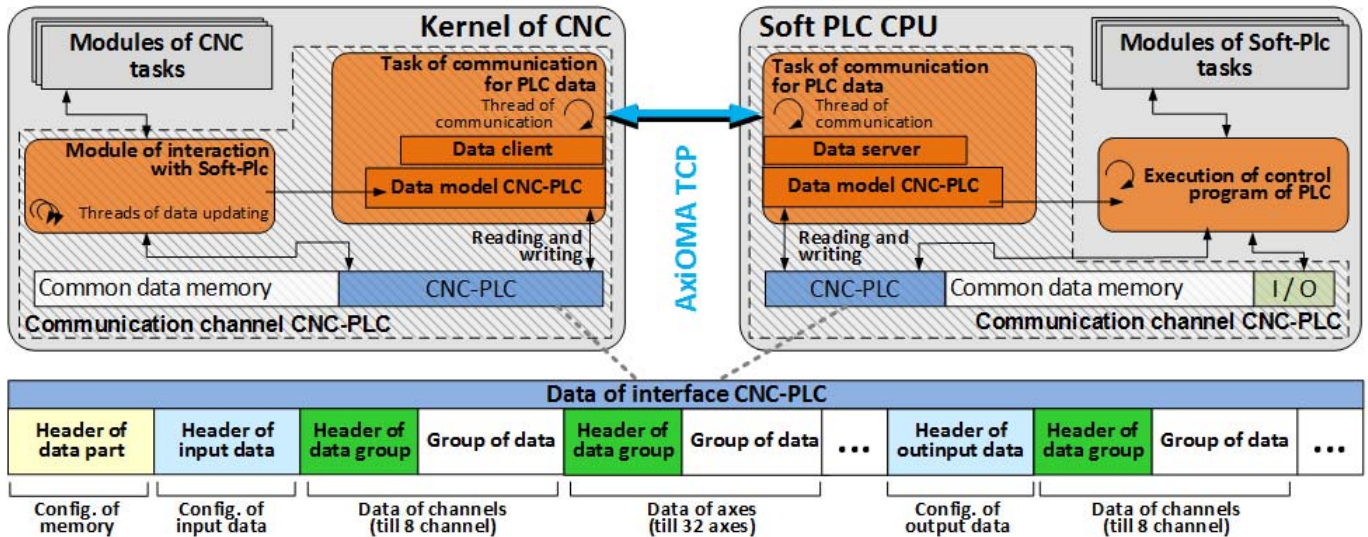 Kernel of CNC
Modules of CNC
tasks
Task of communication
for PLC data
Thread of
communication
Data client
Data model CNC-PLC
Module of interaction
with Soft-Plc
Threads of data updating
Reading and
writing
Common data memory
CNC-PLC
Communication channel CNC-PLC
AxiOMA TCP
Soft PLC CPU
Task of communication
for PLC data
Thread of
communication
Data server
Data model CNC-PLC
Modules of Soft-Plc
tasks
Execution of control
program of PLC
Reading and
writing
CNC-PLC
Common data memory
I / O
Communication channel CNC-PLC
Data of interface CNC-PLC
Header of
data part
Header of
input data
Header of
data group
Group of data
Header of
data group
Group of data
...
Header of
outinput data
Header of
data group
Group of data
...
Config. of
memory
Config. of
input data
Data of channels
(till 8 channel)
Data of axes
(till 32 axes)
Config. of
output data
Data of channels
(till 8 channel)